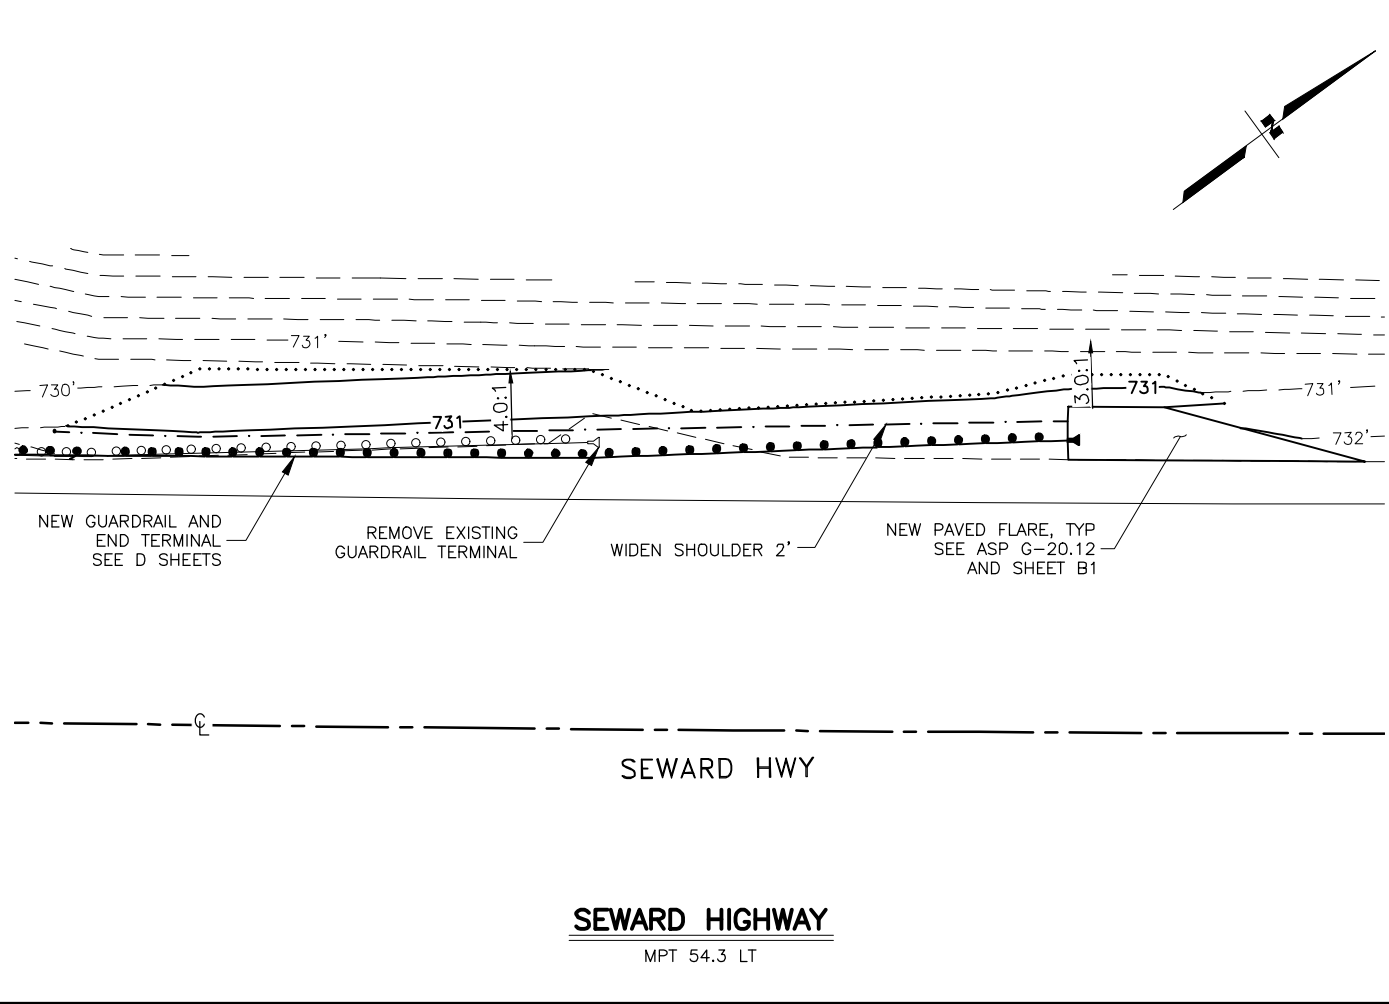 N
731'
730'
731
4.0:1
3.0:1
731
731'
732'
NEW GUARDRAIL AND
END TERMINAL
SEE D SHEETS
REMOVE EXISTING
GUARDRAIL TERMINAL
WIDEN SHOULDER 2'
NEW PAVED FLARE, TYP
SEE ASP G-20.12
AND SHEET B1
℄
SEWARD HWY
SEWARD HIGHWAY
MPT 54.3 LT